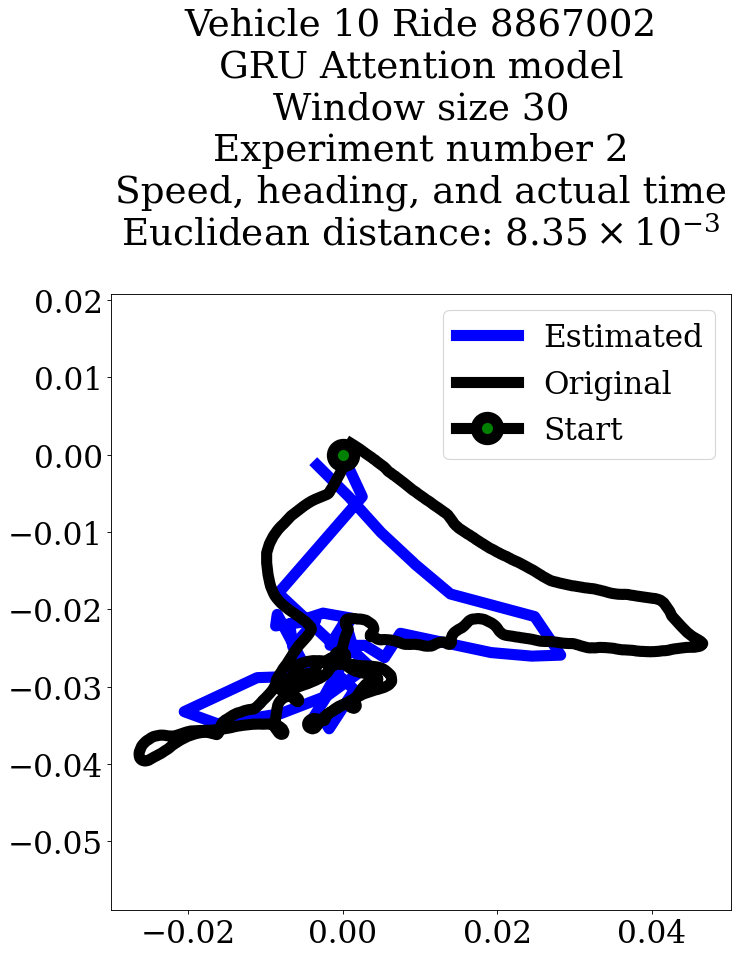 Vehicle 10 Ride 8867002
GRU Attention model
Window size 30
Experiment number 2
Speed, heading, and actual time
Euclidean distance: 8.35 × 10⁻³
Estimated
Original
Start
0.02
0.01
0.00
−0.01
−0.02
−0.03
−0.04
−0.05
−0.02
0.00
0.02
0.04